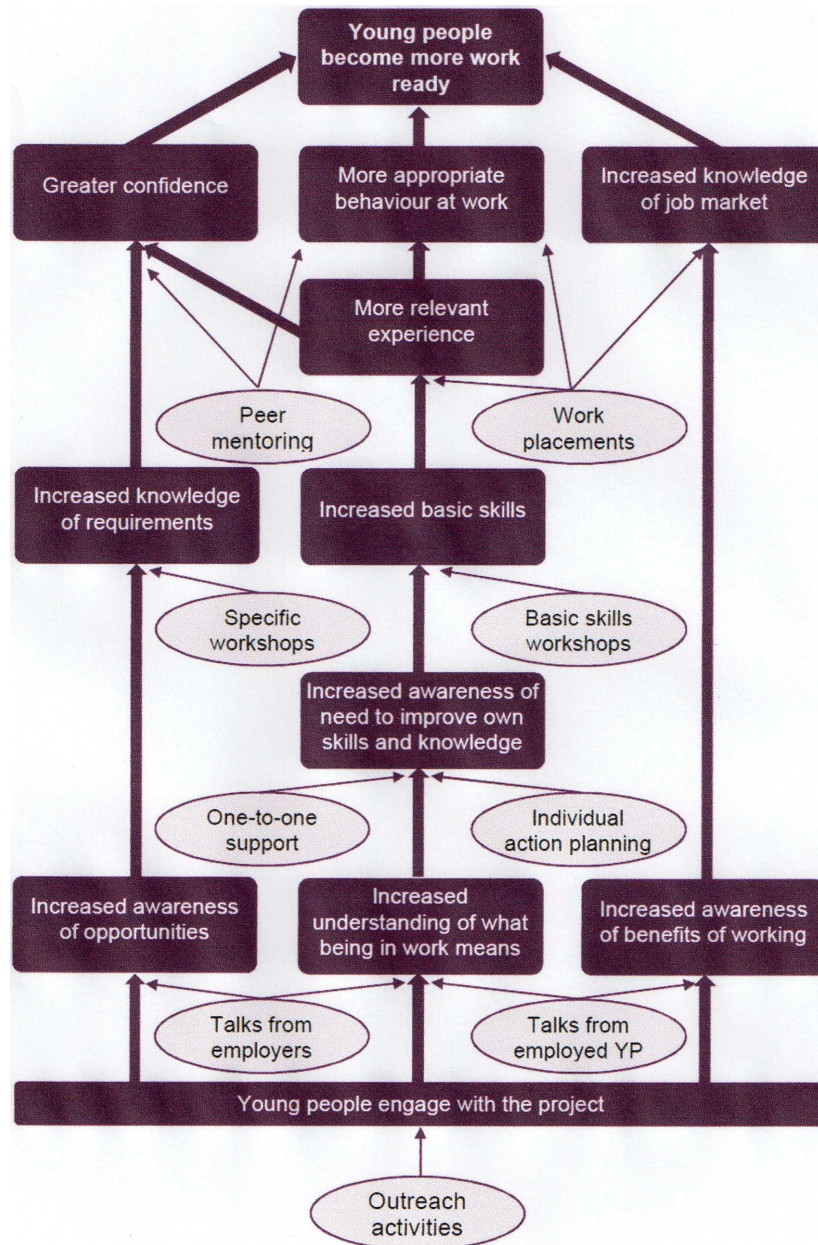 Young people
become more work
ready
Greater confidence
More appropriate
behaviour at work
Increased knowledge
of job market
More relevant
experience
Peer
mentoring
Work
placements
Increased knowledge
of requirements
Increased basic skills
Specific
workshops
Basic skills
workshops
Increased awareness of
need to improve own
skills and knowledge
One-to-one
support
Individual
action planning
Increased awareness
of opportunities
Increased
understanding of what
being in work means
Increased awareness
of benefits of working
Talks from
employers
Talks from
employed YP
Young people engage with the project
Outreach
activities